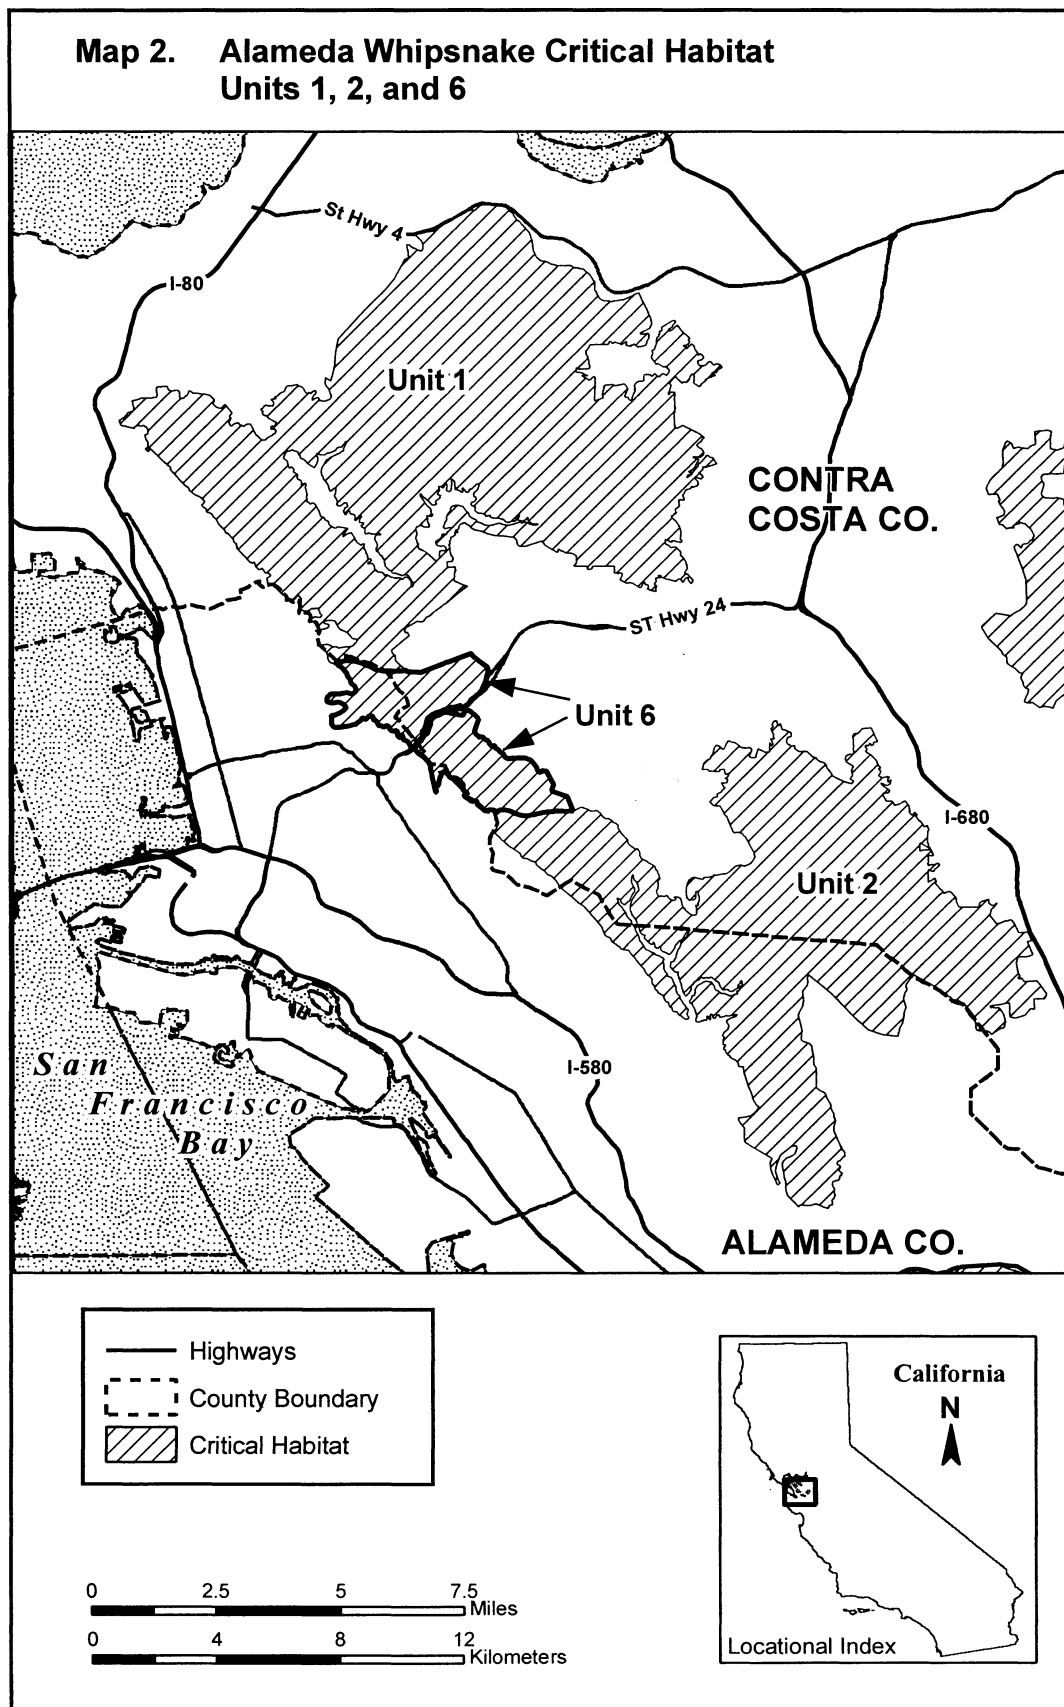 Map 2. Alameda Whipsnake Critical Habitat
Units 1, 2, and 6
St Hwy 4
I-80
Unit 1
CONTRA
COSTA CO.
ST Hwy 24
Unit 6
I-680
Unit 2
I-580
San
Francisco
Bay
ALAMEDA CO.
Highways
County Boundary
Critical Habitat
California
N
Locational Index
0 2.5 5 7.5
Miles
0 4 8 12
Kilometers